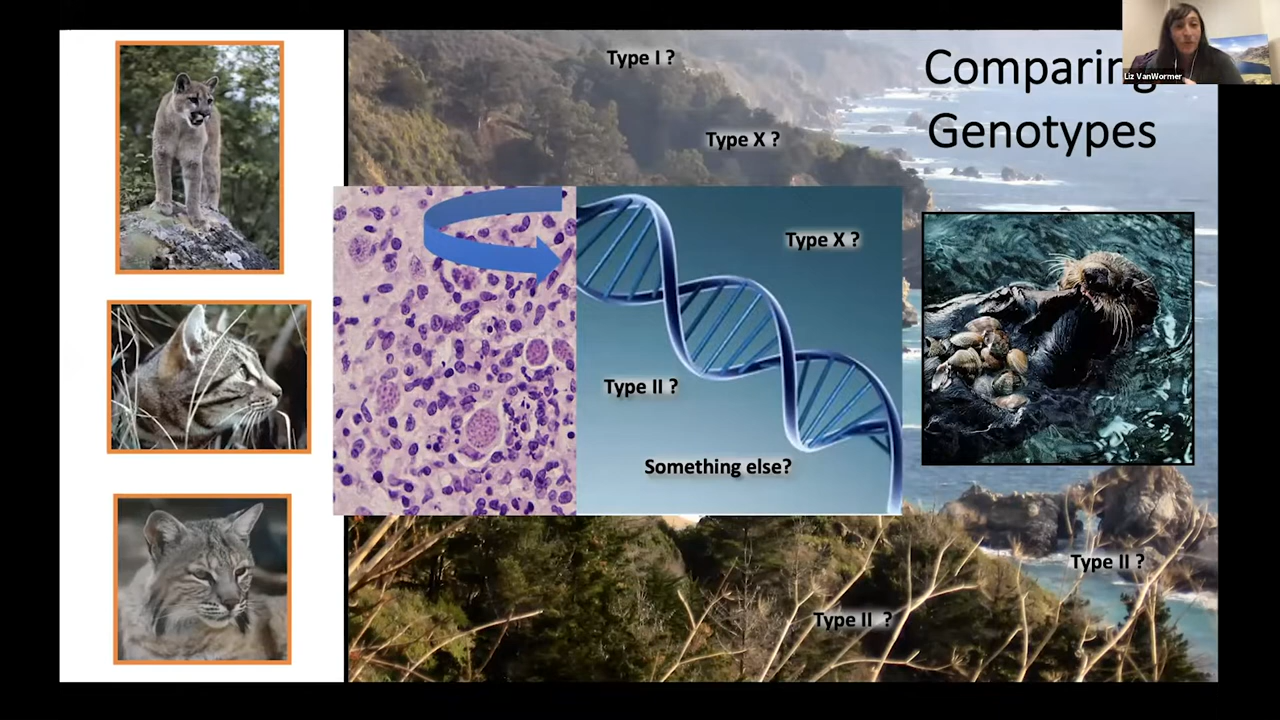 Type I ?
Comparing
Genotypes
Liz VanWormer
Type X ?
Type X ?
Type II ?
Something else?
Type II ?
Type II ?